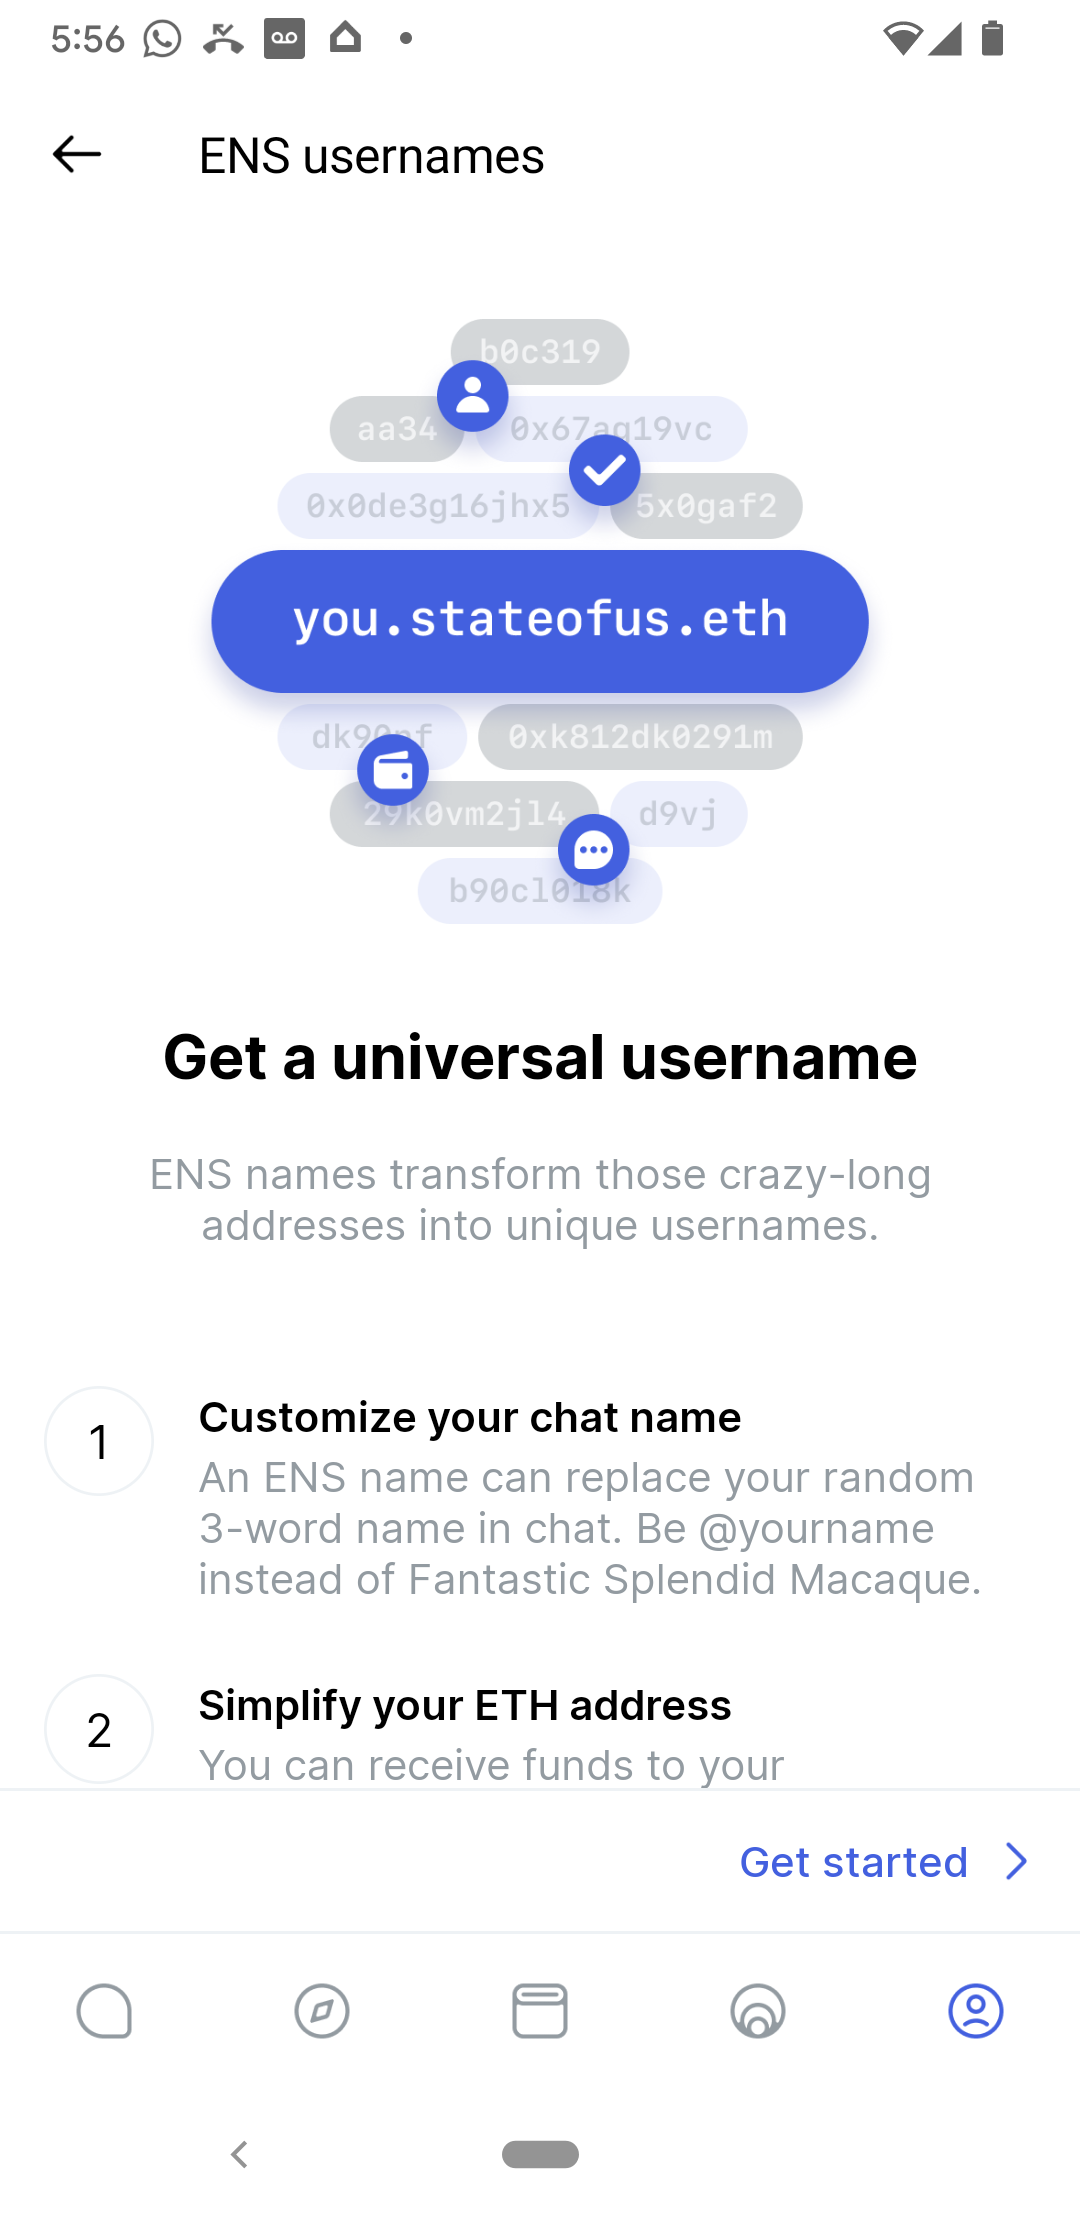 5:56
ENS usernames
b0c319
aa34 0x67ag19vc
0x0de3g16jhx5 5x0gaf2
you.stateofus.eth
0xk812dk0291m
29k0vm2jl4 d9vj
b90cl018k
Get a universal username
ENS names transform those crazy-long
addresses into unique usernames.
1
Customize your chat name
An ENS name can replace your random
3-word name in chat. Be @yourname
instead of Fantastic Splendid Macaque.
2
Simplify your ETH address
You can receive funds to your
Get started